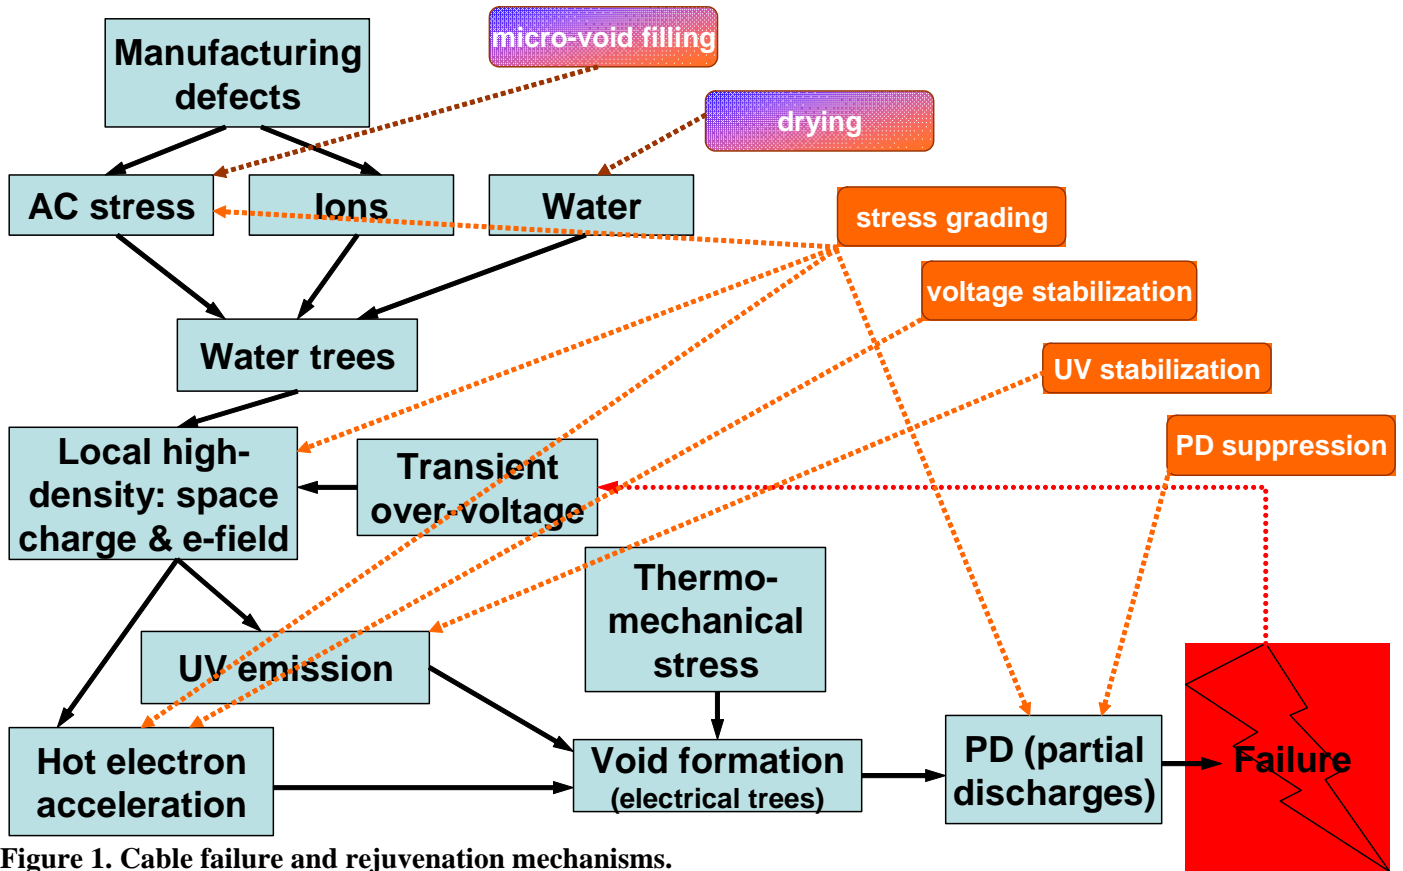 Manufacturing
defects
micro-void filling
drying
AC stress
Ions
Water
stress grading
voltage stabilization
Water trees
UV stabilization
Local high-
density: space
charge & e-field
Transient
over-voltage
PD suppression
Thermo-
mechanical
stress
UV emission
Hot electron
acceleration
Void formation
(electrical trees)
PD (partial
discharges)
Failure
Figure 1. Cable failure and rejuvenation mechanisms.